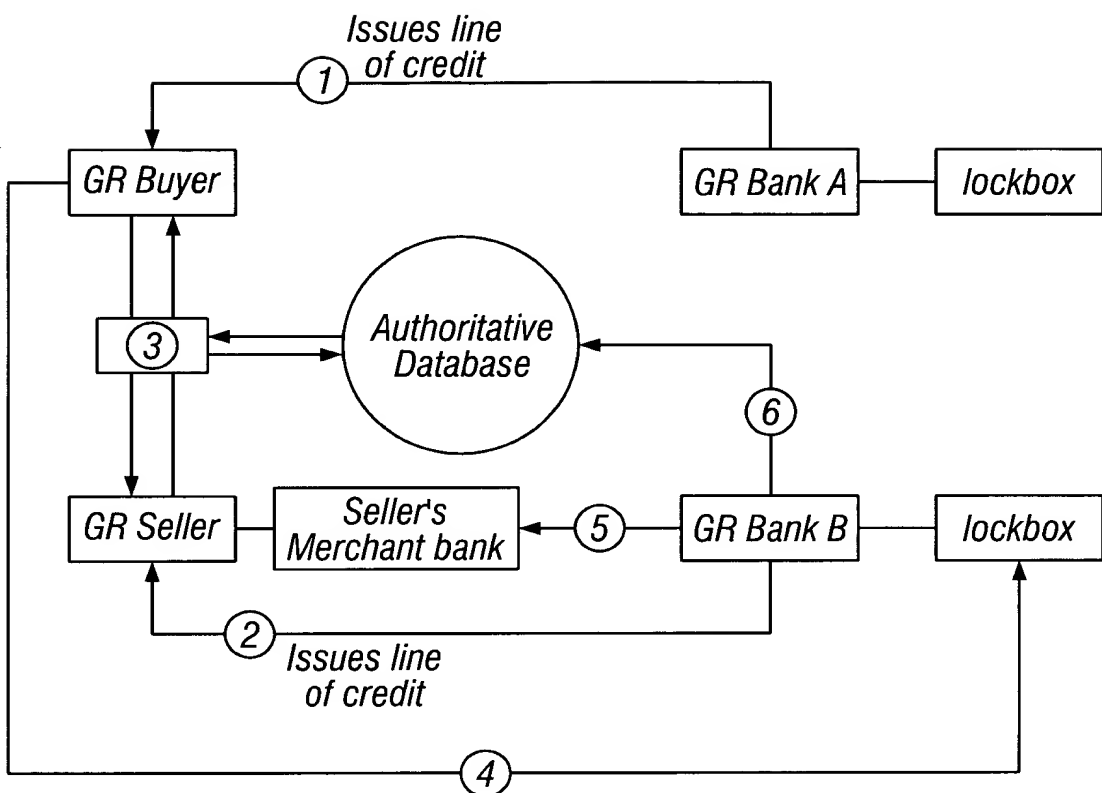 Issues line
of credit
1
GR Buyer
GR Bank A
lockbox
3
Authoritative
Database
6
GR Seller
Seller's
Merchant bank
5
GR Bank B
lockbox
2
Issues line
of credit
4